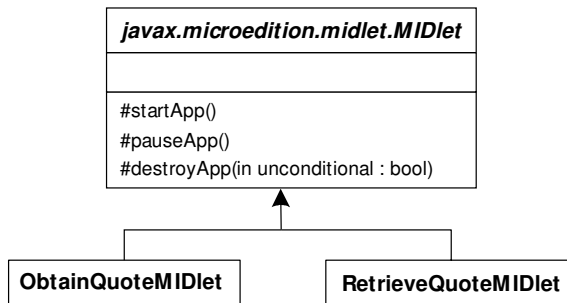 javax.microedition.midlet.MIDlet
#startApp()
#pauseApp()
#destroyApp(in unconditional : bool)
ObtainQuoteMIDlet
RetrieveQuoteMIDlet